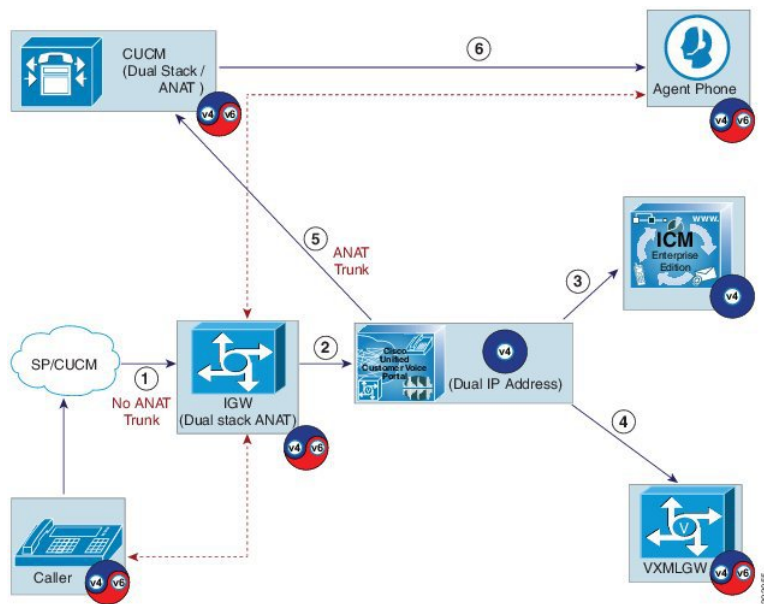 CUCM
(Dual Stack /
ANAT )
v4
v6
6
Agent Phone
v4
v6
5
ANAT
Trunk
3
www.
ICM
Enterprise
Edition
v4
SP/CUCM
1
No ANAT
Trunk
IGW
(Dual stack ANAT)
v4
v6
2
Cisco
Unified
Customer Voice
Portal
v4
(Dual IP Address)
4
V
VXMLGW
v4
v6
Caller
v4
v6